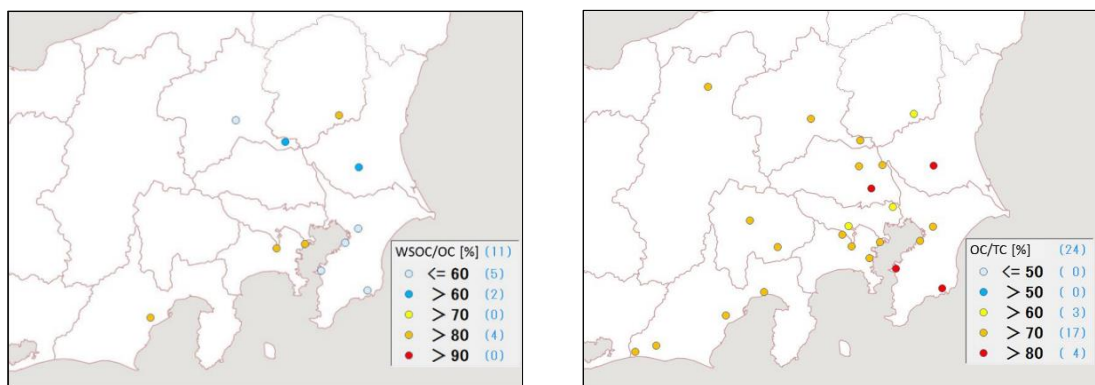 WSOC/OC [%] (11)
<= 60 (5)
> 60 (2)
> 70 (0)
> 80 (4)
> 90 (0)
OC/TC [%] (24)
<= 50 ( 0)
> 50 ( 0)
> 60 ( 3)
> 70 (17)
> 80 ( 4)